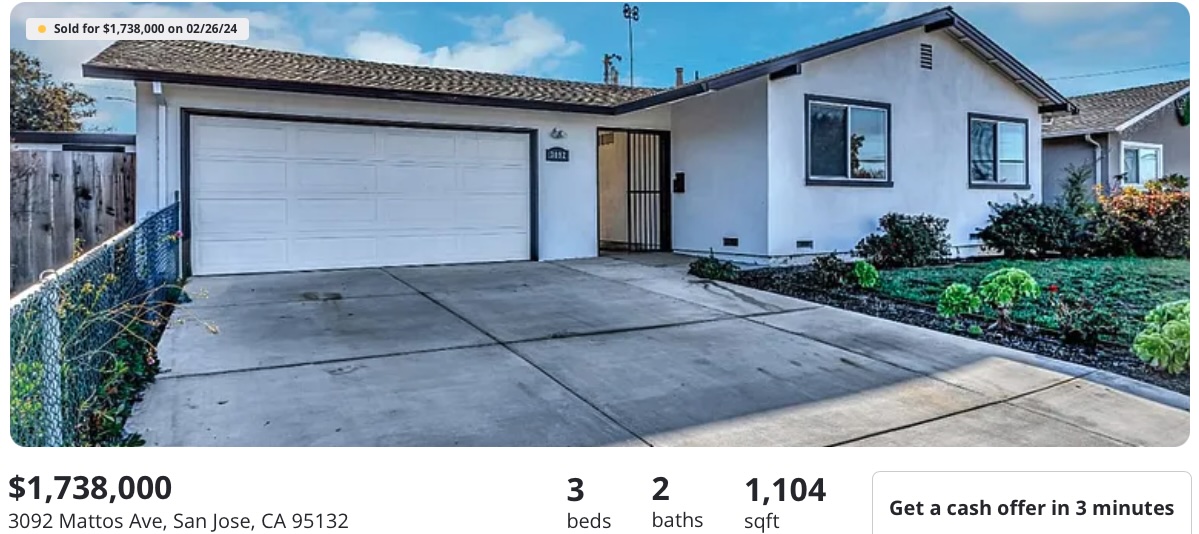 Sold for $1,738,000 on 02/26/24
3092
$1,738,000
3092 Mattos Ave, San Jose, CA 95132
3
beds
2
baths
1,104
sqft
Get a cash offer in 3 minutes